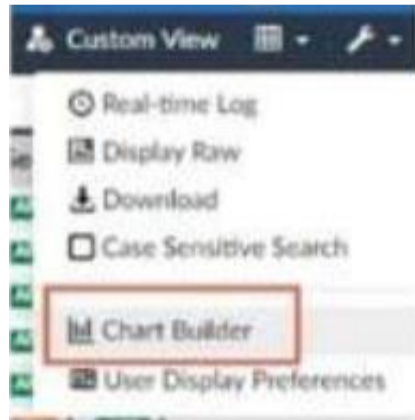 Custom View
Real-time Log
Display Raw
Download
Case Sensitive Search
Chart Builder
User Display Preferences